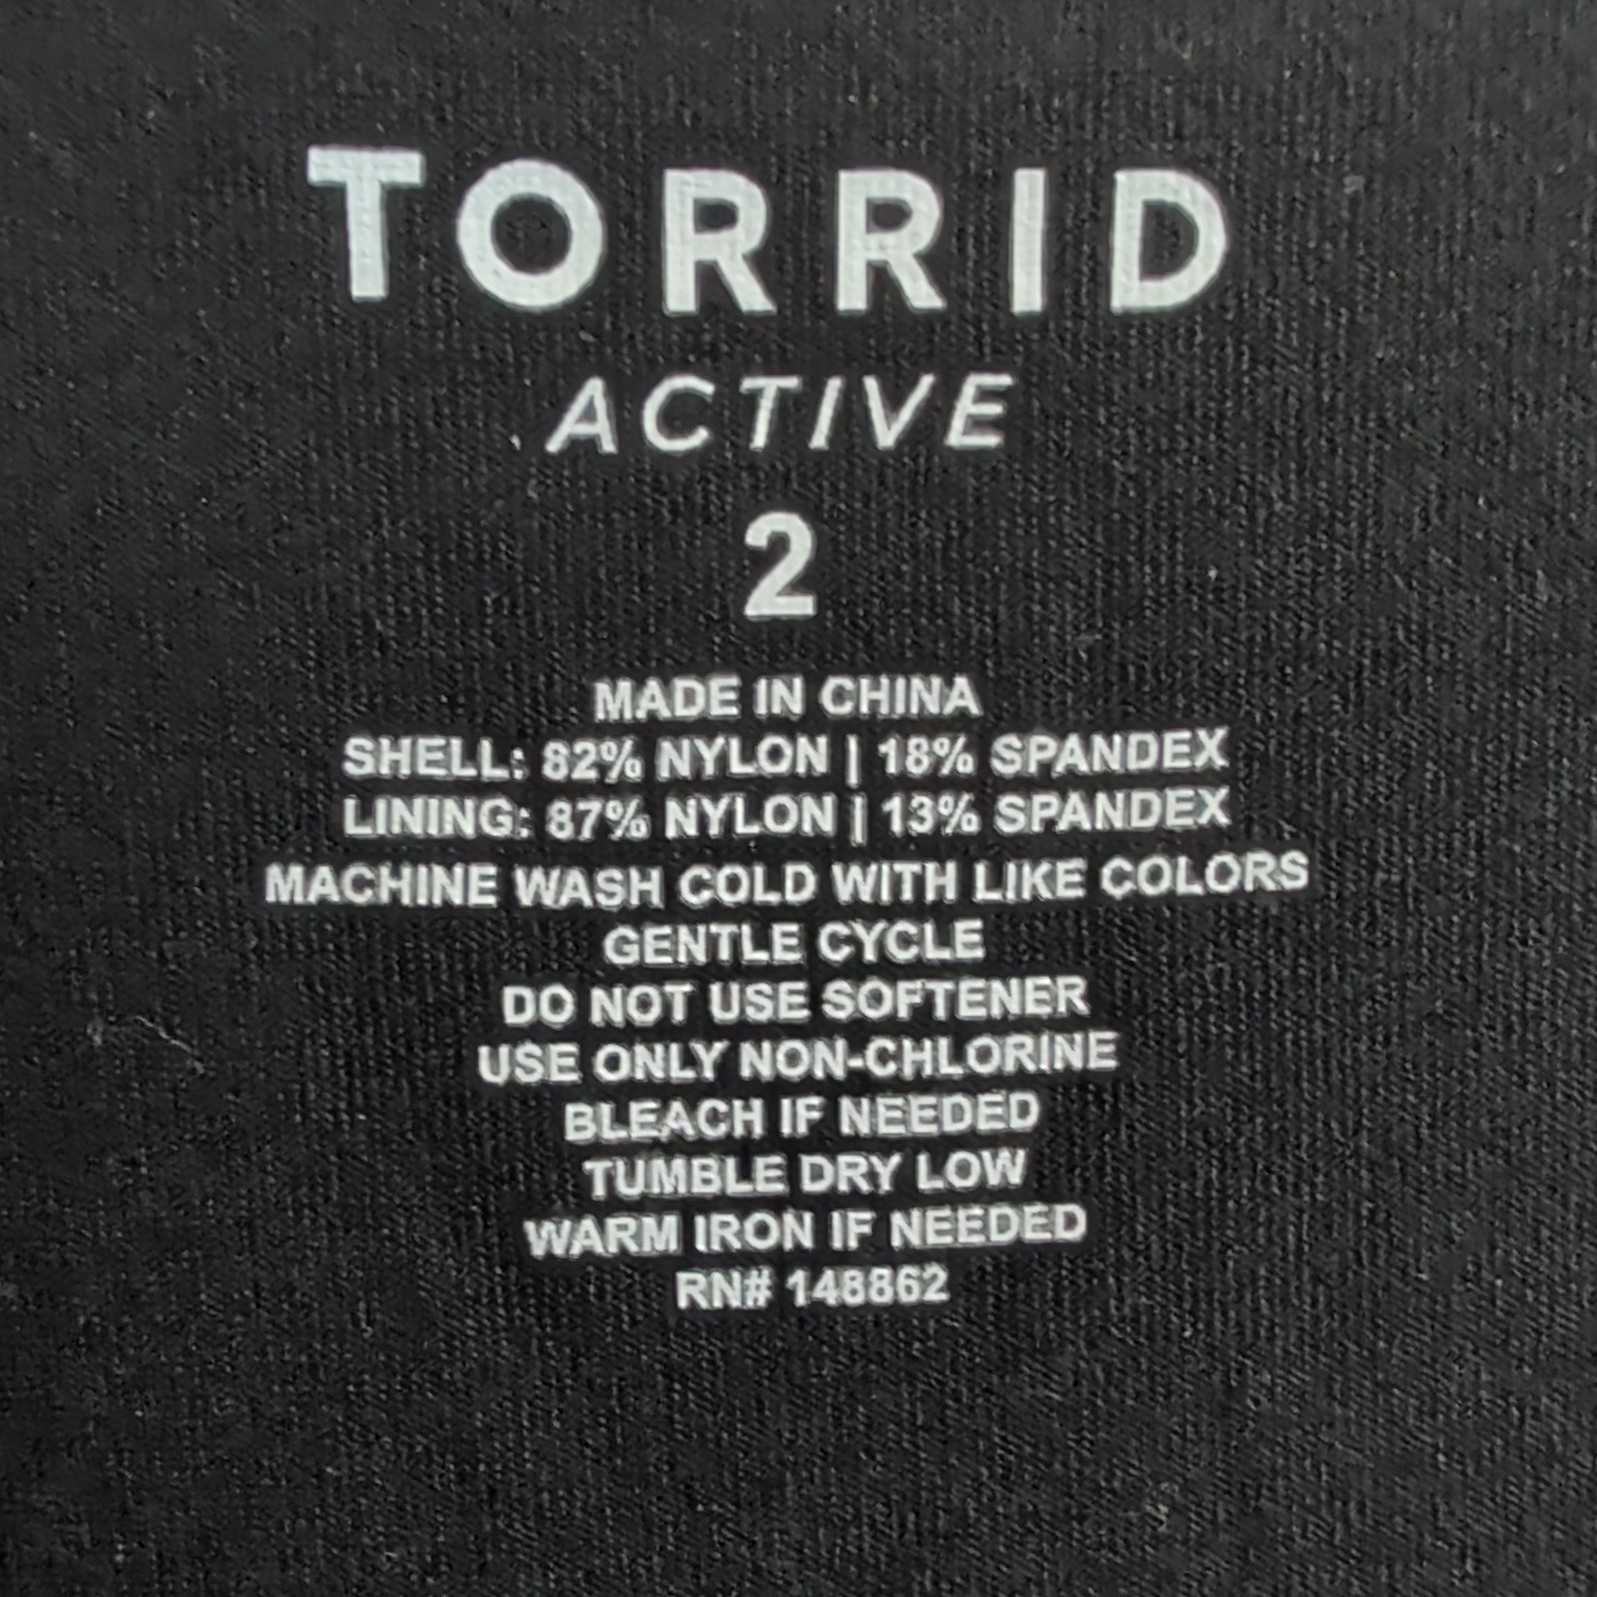 TORRID
ACTIVE
2
MADE IN CHINA
SHELL: 82% NYLON | 18% SPANDEX
LINING: 87% NYLON | 13% SPANDEX
MACHINE WASH COLD WITH LIKE COLORS
GENTLE CYCLE
DO NOT USE SOFTENER
USE ONLY NON-CHLORINE
BLEACH IF NEEDED
TUMBLE DRY LOW
WARM IRON IF NEEDED
RN# 148862